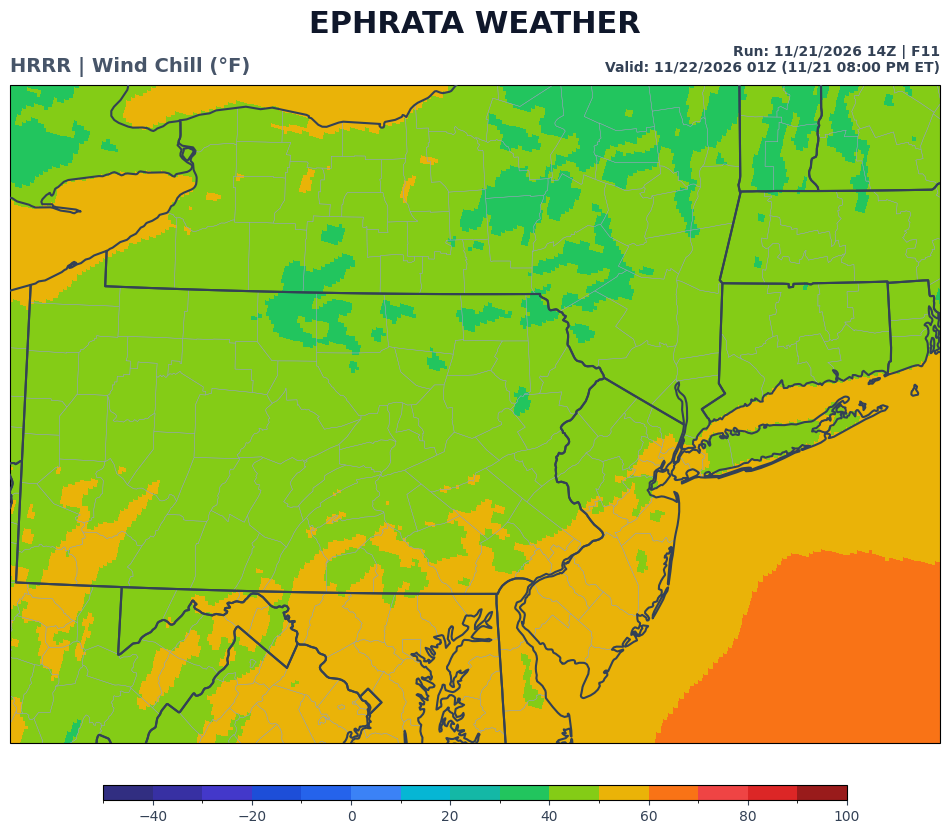 EPHRATA WEATHER
HRRR | Wind Chill (°F)
Run: 11/21/2026 14Z | F11
Valid: 11/22/2026 01Z (11/21 08:00 PM ET)
−40 −20 0 20 40 60 80 100